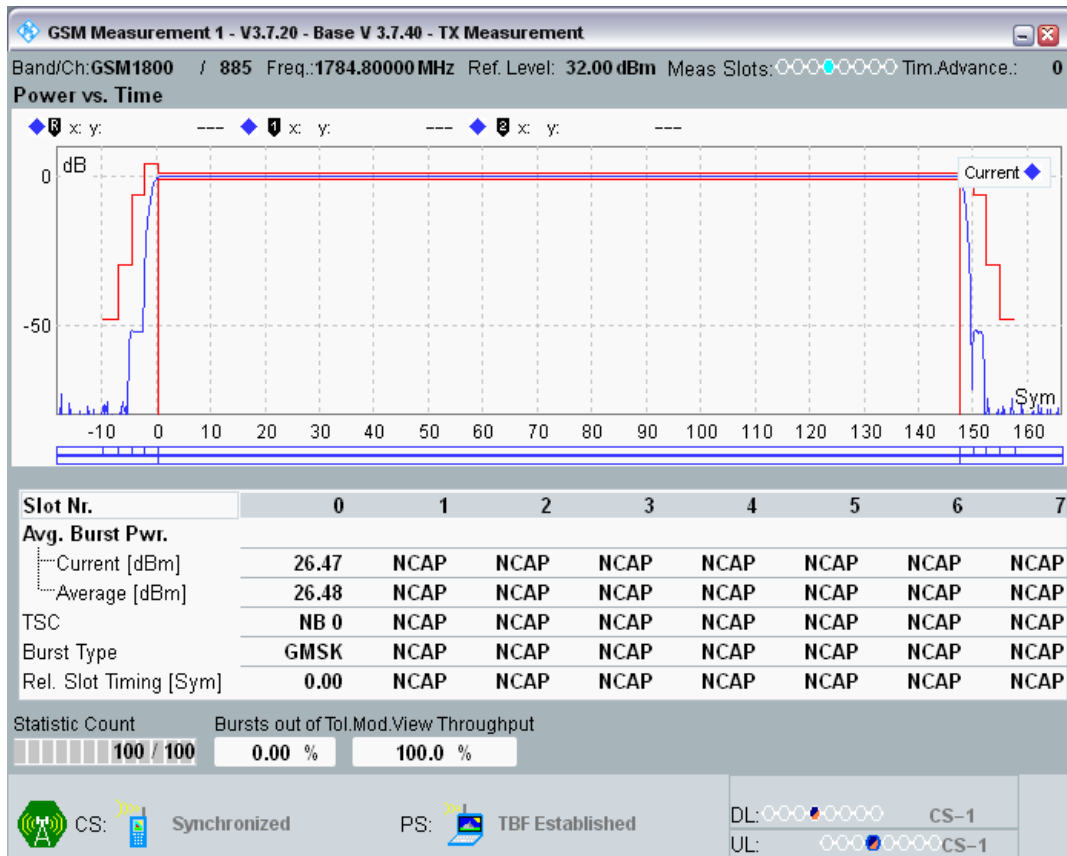 GSM Measurement 1 - V3.7.20 - Base V 3.7.40 - TX Measurement
Band/Ch:GSM1800 / 885 Freq.:1784.80000 MHz Ref. Level: 32.00 dBm Meas Slots: Tim.Advance.: 0
Power vs. Time
R x: y: --- 1 x: y: --- 2 x: y: ---
dB
Current
0
-50
Sym
-10 0 10 20 30 40 50 60 70 80 90 100 110 120 130 140 150 160
Slot Nr. 0 1 2 3 4 5 6 7
Avg. Burst Pwr.
Current [dBm] 26.47 NCAP NCAP NCAP NCAP NCAP NCAP NCAP
Average [dBm] 26.48 NCAP NCAP NCAP NCAP NCAP NCAP NCAP
TSC NB 0 NCAP NCAP NCAP NCAP NCAP NCAP NCAP
Burst Type GMSK NCAP NCAP NCAP NCAP NCAP NCAP NCAP
Rel. Slot Timing [Sym] 0.00 NCAP NCAP NCAP NCAP NCAP NCAP NCAP
Statistic Count Bursts out of Tol. Mod.View Throughput
100 / 100 0.00 % 100.0 %
CS: Synchronized PS: TBF Established
DL: CS-1
UL: CS-1